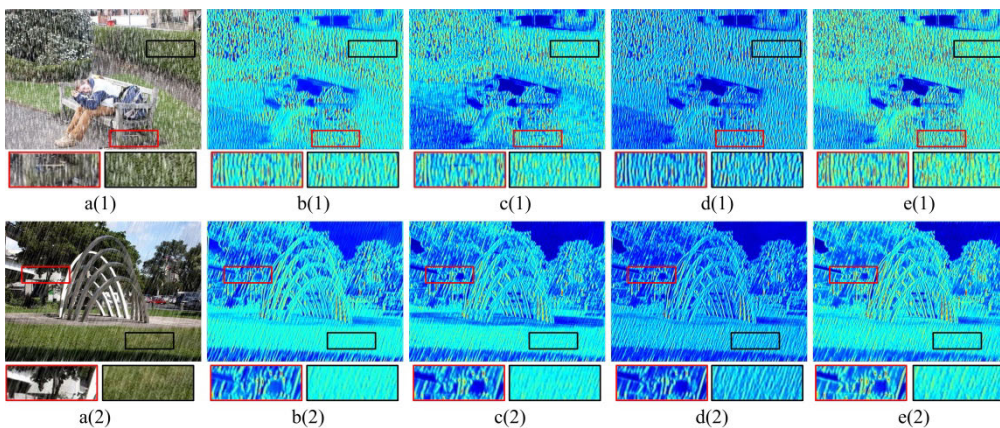 a(1) b(1) c(1) d(1) e(1)
a(2) b(2) c(2) d(2) e(2)